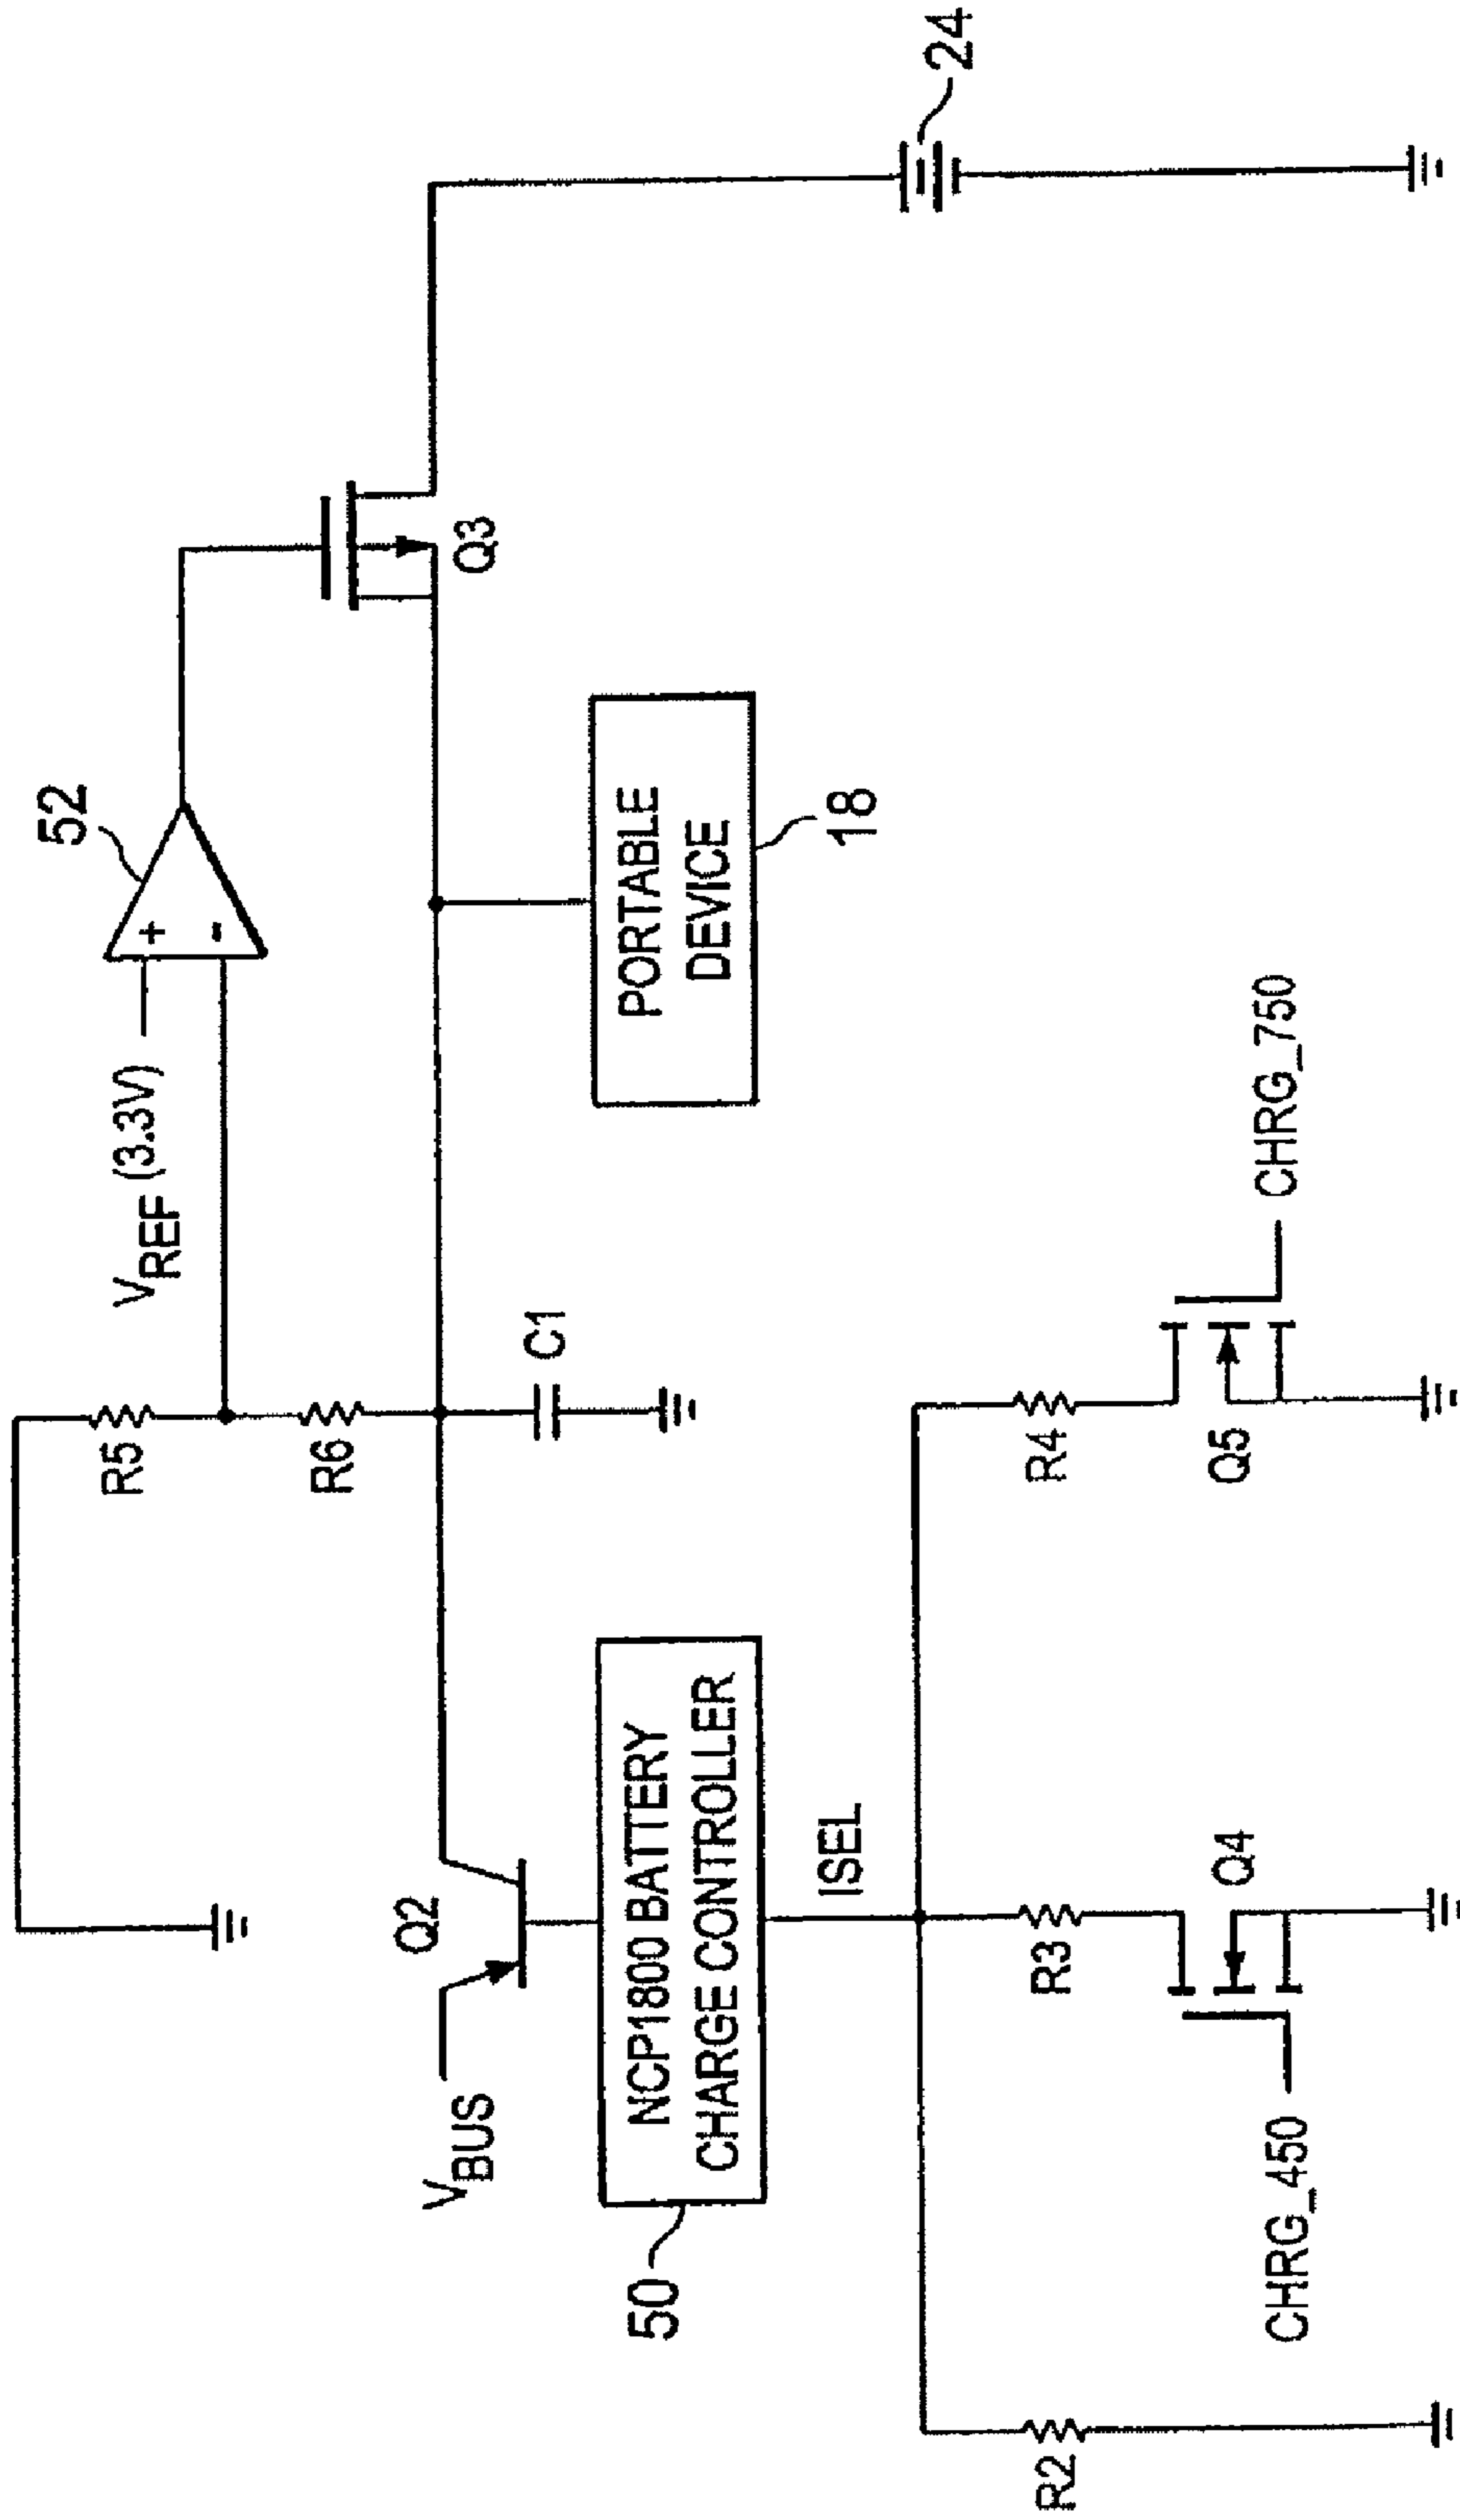 52
VREF (3.3V)
R5
R6
Q2
VBUS
C1
Q3
24
PORTABLE
DEVICE
18
NCP1800 BATTERY
CHARGE CONTROLLER
50
ISEL
R2
R3
Q4
CHRG_450
R4
Q5
CHRG_750
+
-